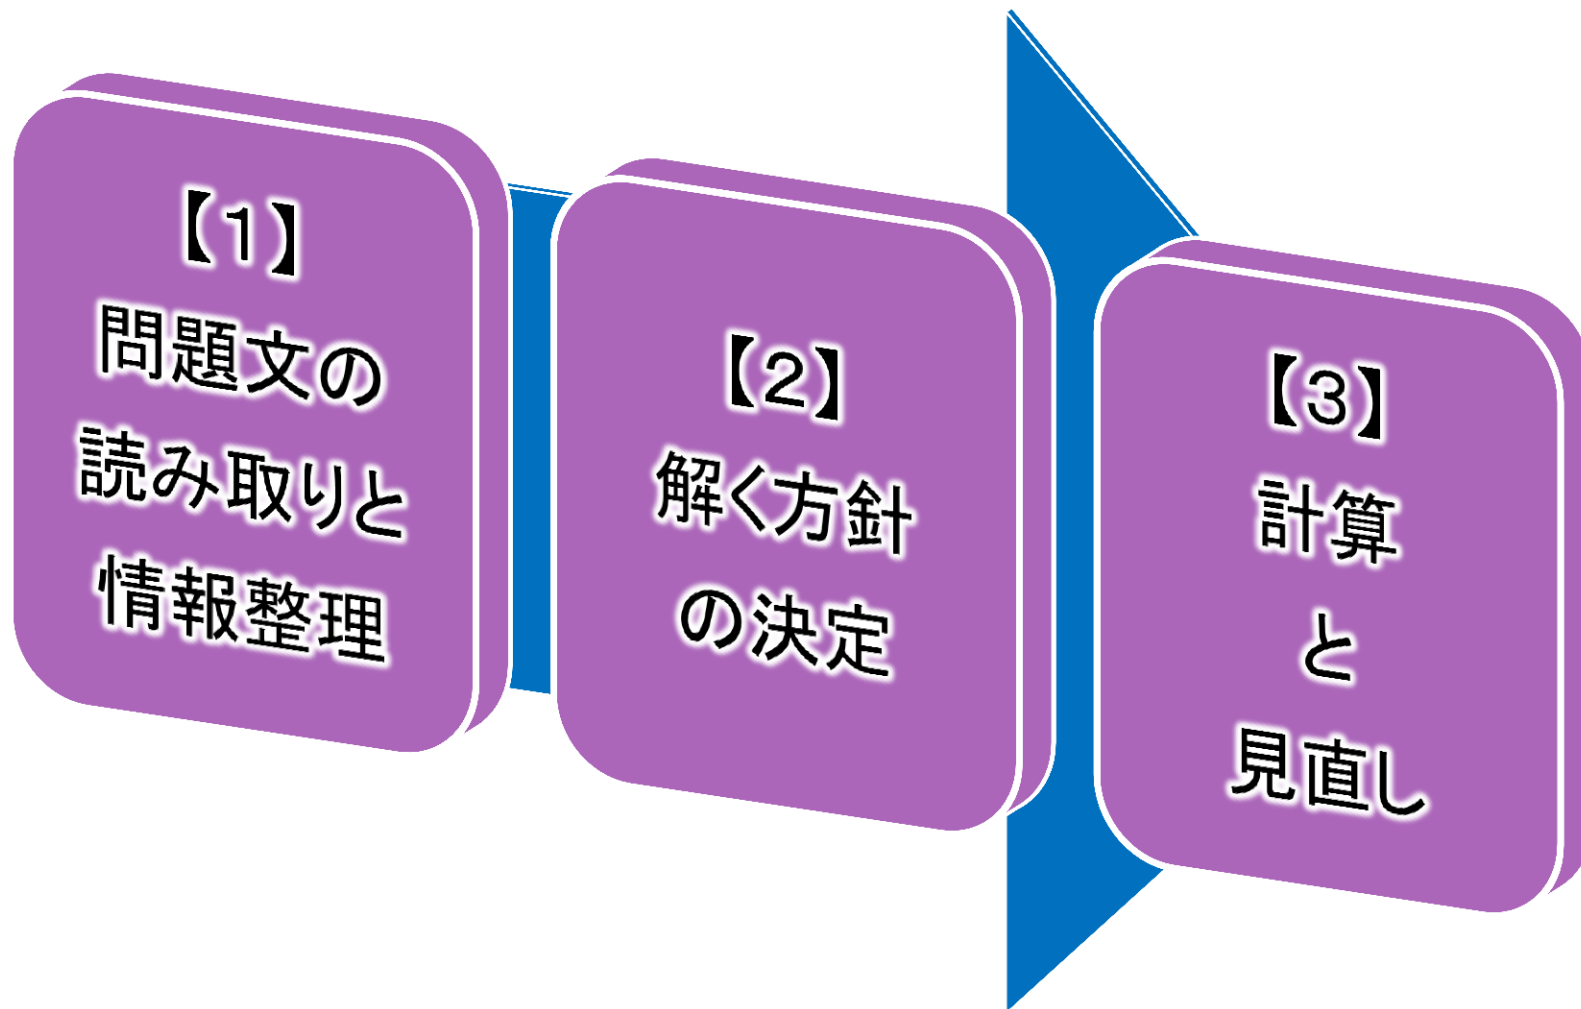 【1】
問題文の
読み取りと
情報整理
【2】
解く方針
の決定
【3】
計算
と
見直し